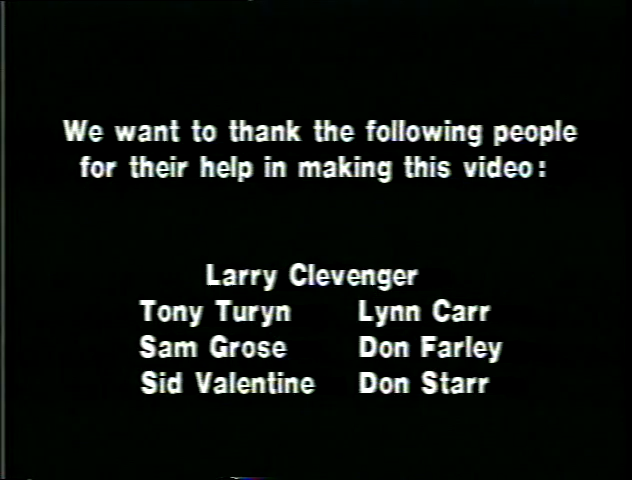 We want to thank the following people
for their help in making this video:
Larry Clevenger
Tony Turyn Lynn Carr
Sam Grose Don Farley
Sid Valentine Don Starr